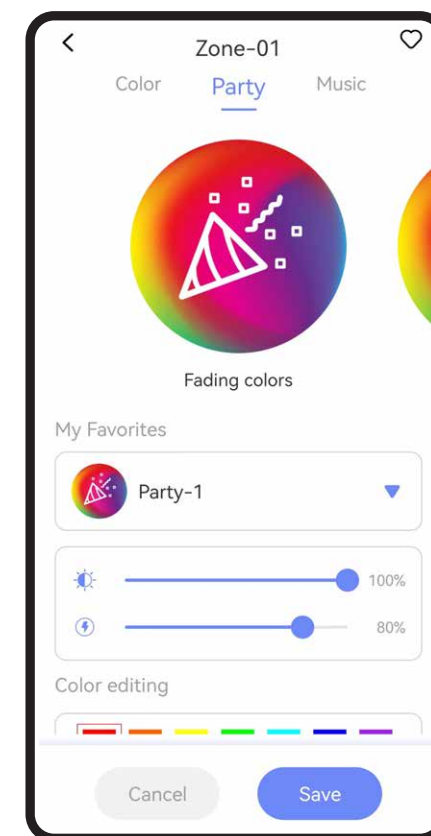 Zone-01
Color Party Music
Fading colors
My Favorites
Party-1
100%
80%
Color editing
Cancel Save